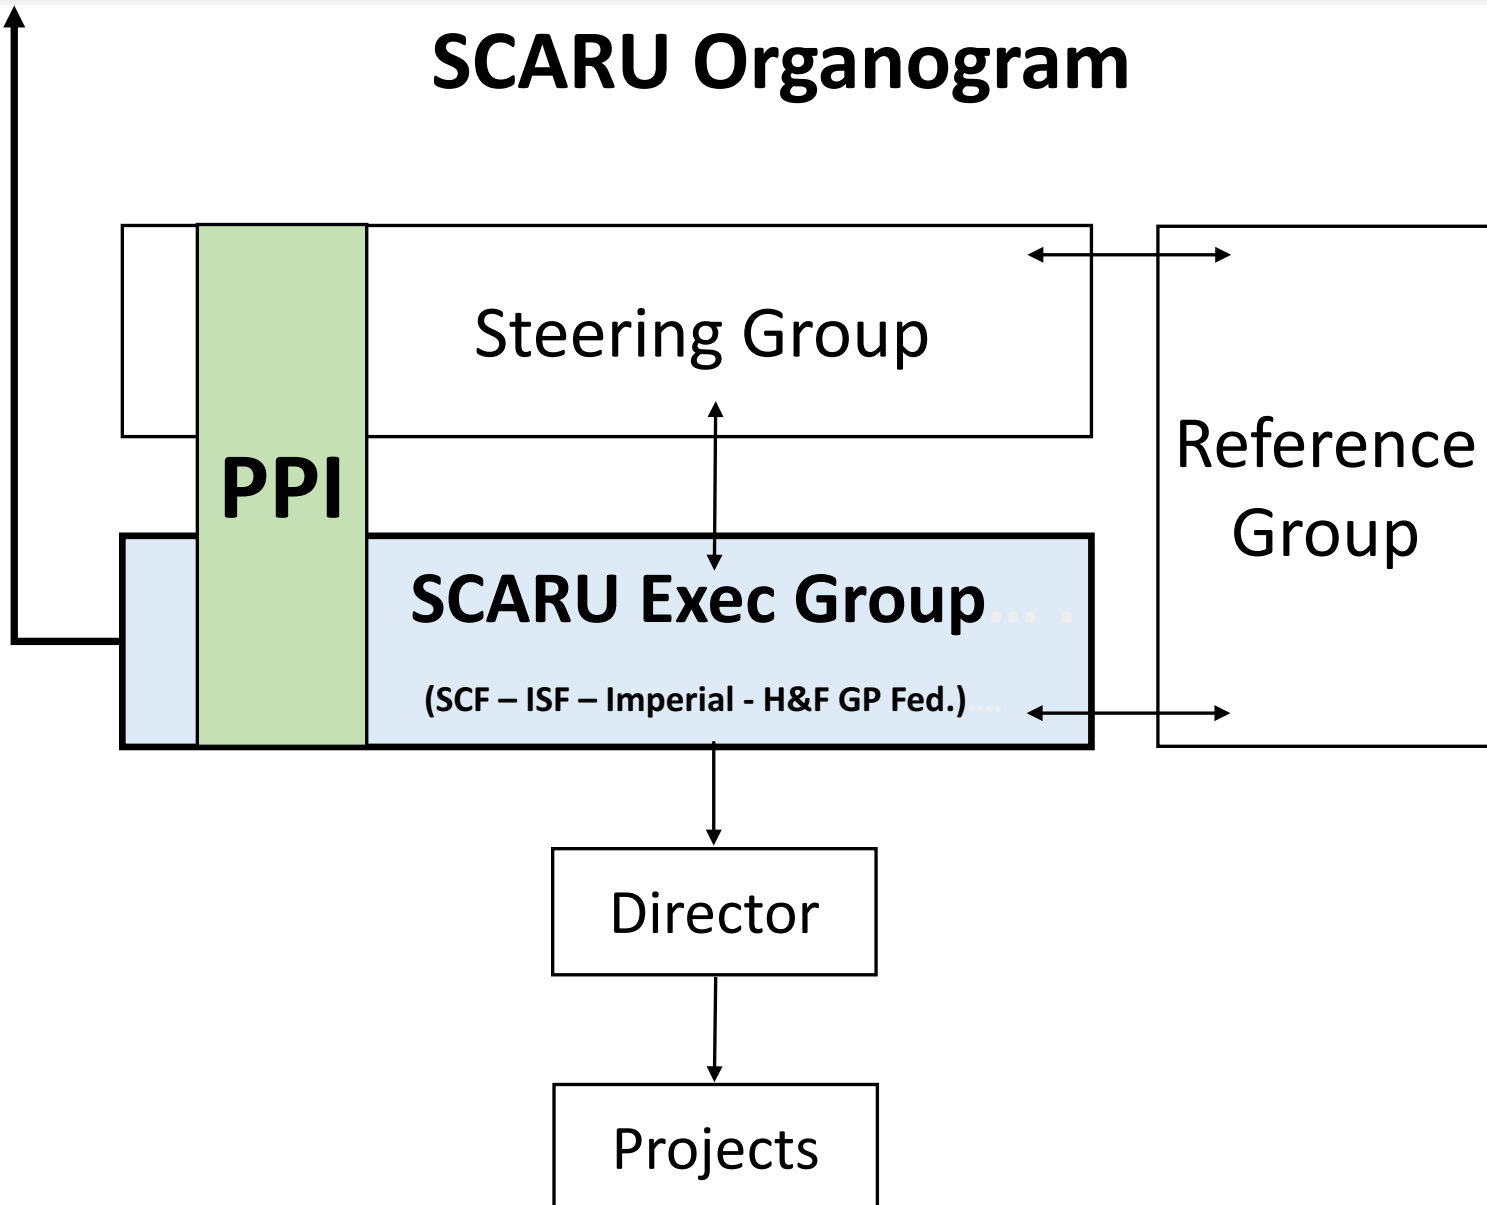 SCARU Organogram
Steering Group
PPI
Reference
Group
SCARU Exec Group.... .
(SCF – ISF – Imperial - H&F GP Fed.)....
Director
Projects